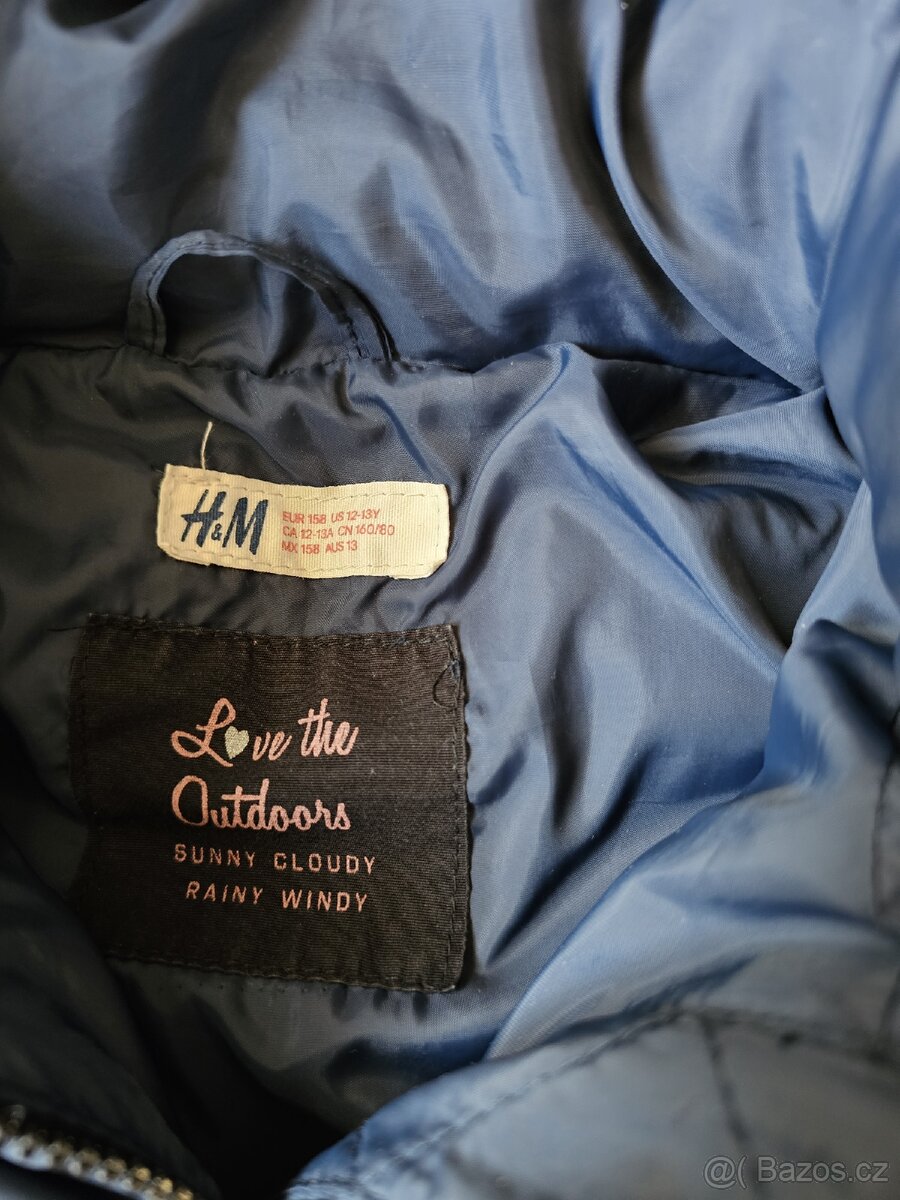 H&M
EUR 158 US 12-13Y
CA 12-13A CN 160/80
MX 158 AUS 13
Love the
Outdoors
SUNNY CLOUDY
RAINY WINDY
@( Bazos.cz